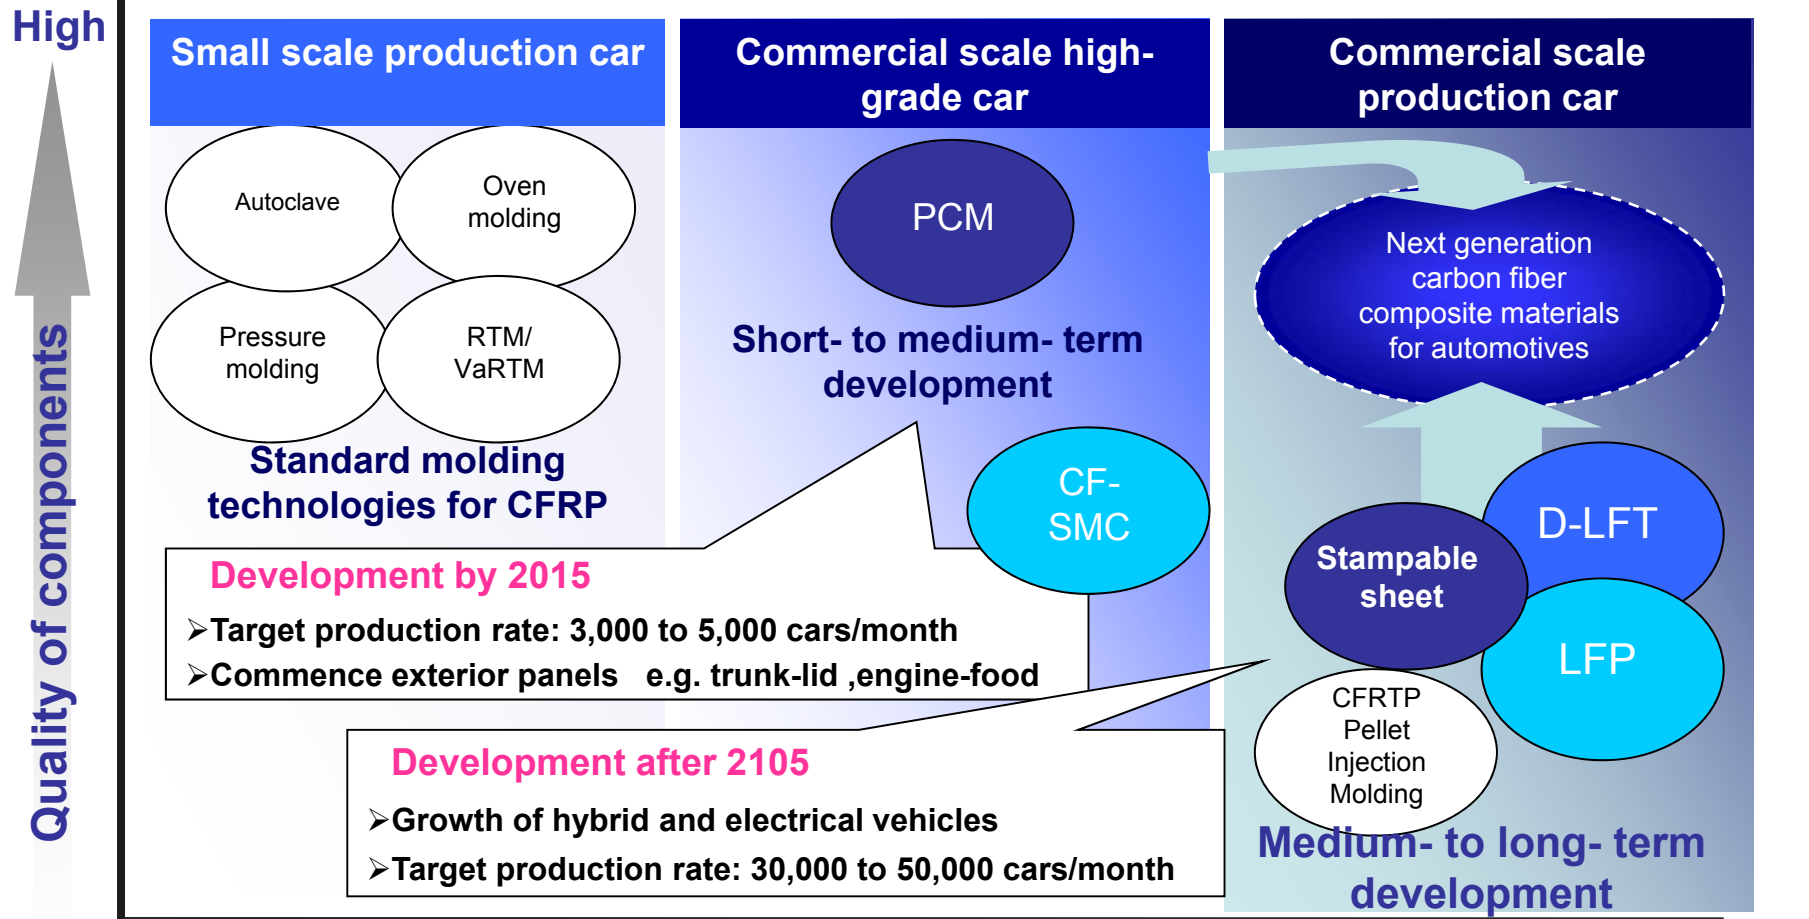 High
Quality of components
Small scale production car
Autoclave
Oven
molding
Pressure
molding
RTM/
VaRTM
Standard molding
technologies for CFRP
Commercial scale high-
grade car
PCM
Short- to medium- term
development
CF-
SMC
Development by 2015
➢Target production rate: 3,000 to 5,000 cars/month
➢Commence exterior panels e.g. trunk-lid ,engine-food
Development after 2105
➢Growth of hybrid and electrical vehicles
➢Target production rate: 30,000 to 50,000 cars/month
Commercial scale
production car
Next generation
carbon fiber
composite materials
for automotives
D-LFT
Stampable
sheet
LFP
CFRTP
Pellet
Injection
Molding
Medium- to long- term
development